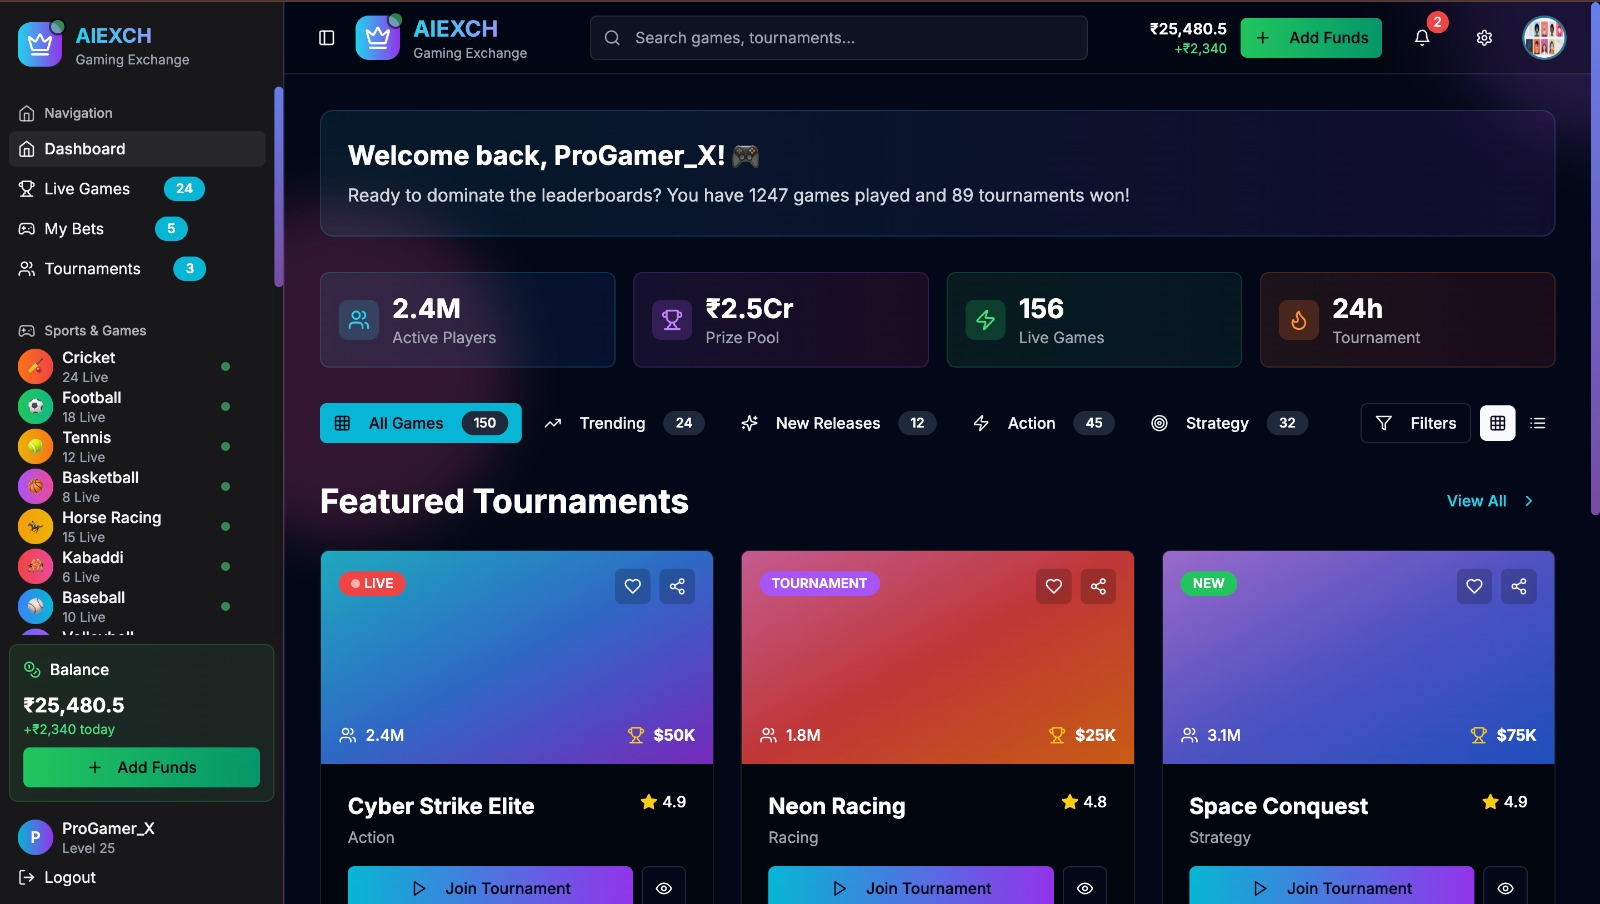 AIEXCH
Gaming Exchange
Navigation
Dashboard
Live Games 24
My Bets 5
Tournaments 3
Sports & Games
Cricket
24 Live
Football
18 Live
Tennis
12 Live
Basketball
8 Live
Horse Racing
15 Live
Kabaddi
6 Live
Baseball
10 Live
Volleyball
Balance
₹25,480.5
+₹2,340 today
+ Add Funds
P
ProGamer_X
Level 25
Logout
AIEXCH
Gaming Exchange
Search games, tournaments...
₹25,480.5
+₹2,340
+ Add Funds
2
Welcome back, ProGamer_X! 🎮
Ready to dominate the leaderboards? You have 1247 games played and 89 tournaments won!
2.4M
Active Players
₹2.5Cr
Prize Pool
156
Live Games
24h
Tournament
All Games 150 Trending 24 New Releases 12 Action 45 Strategy 32 Filters
Featured Tournaments
View All
LIVE
2.4M $50K
Cyber Strike Elite 4.9
Action
Join Tournament
TOURNAMENT
1.8M $25K
Neon Racing 4.8
Racing
Join Tournament
NEW
3.1M $75K
Space Conquest 4.9
Strategy
Join Tournament